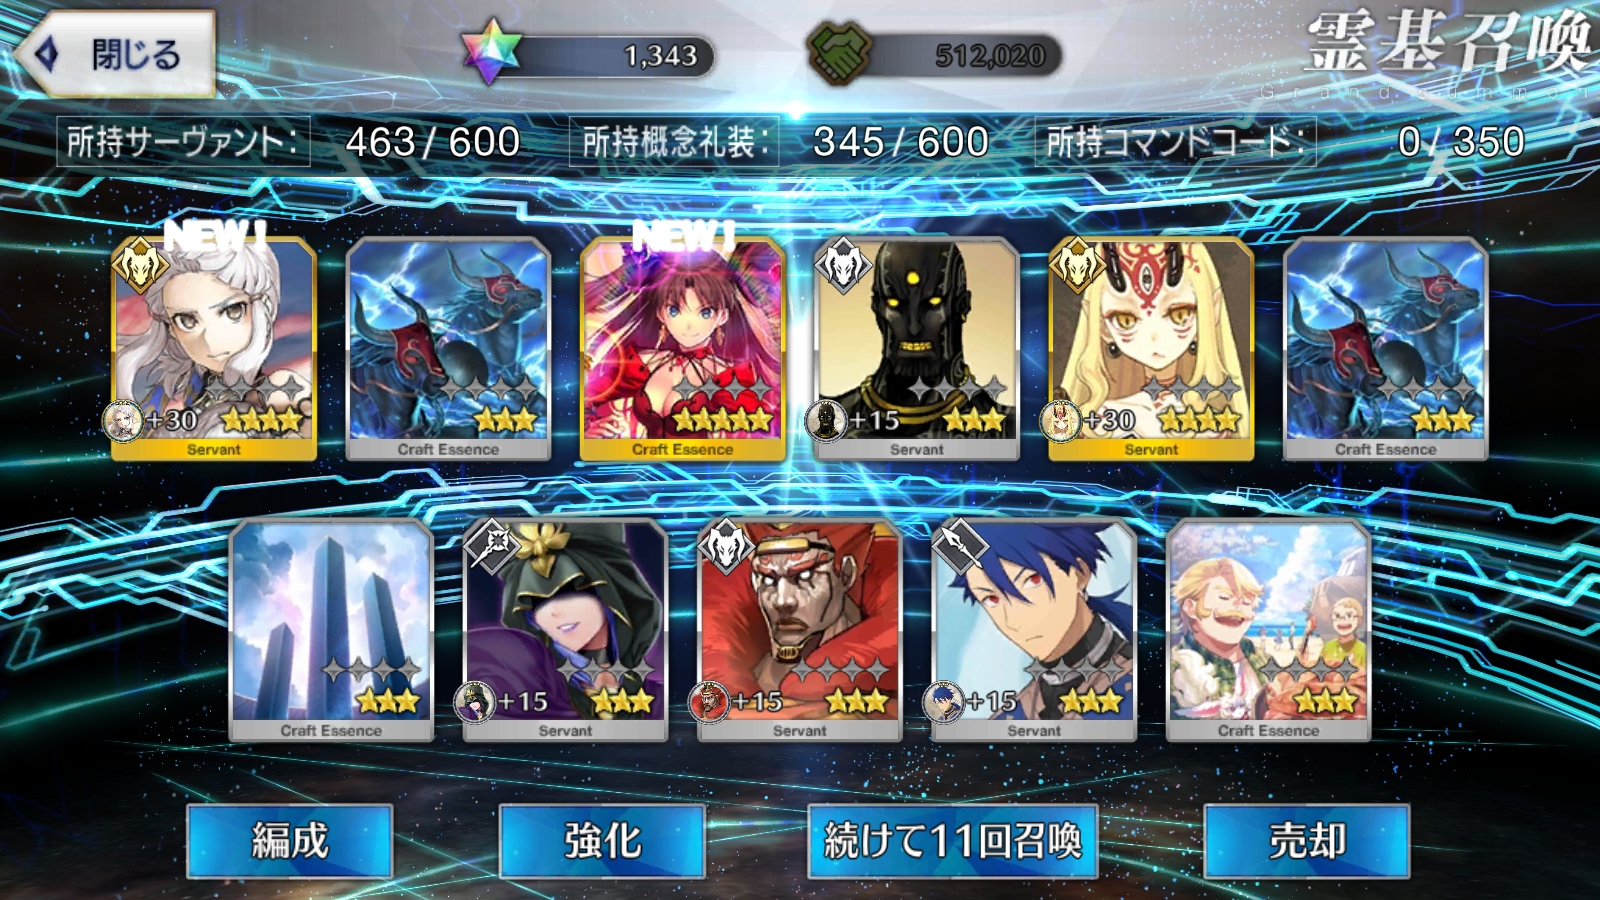 閉じる
1,343
512,020
霊基召喚
Grand summon
所持サーヴァント:
463/600
所持概念礼装:
345/600
所持コマンドコード:
0/350
NEW!
NEW!
+30
+15
+30
Servant
Craft Essence
Craft Essence
Servant
Servant
Craft Essence
+15
+15
+15
Craft Essence
Servant
Servant
Servant
Craft Essence
編成
強化
続けて11回召喚
売却